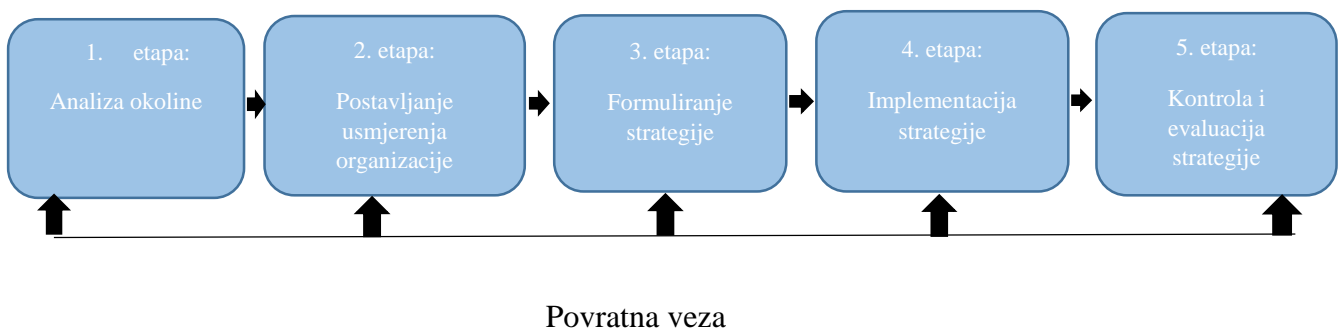 1. etapa:
Analiza okoline
2. etapa:
Postavljanje
usmjerenja
organizacije
3. etapa:
Formuliranje
strategije
4. etapa:
Implementacija
strategije
5. etapa:
Kontrola i
evaluacija
strategije
Povratna veza